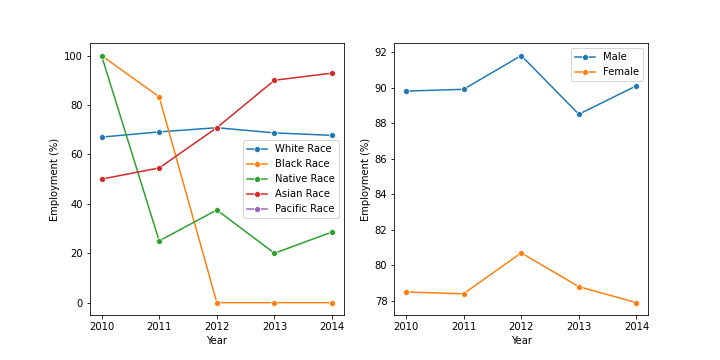 100
80
60
40
20
0
Employment (%)
2010 2011 2012 2013 2014
Year
White Race
Black Race
Native Race
Asian Race
Pacific Race
92
90
88
86
84
82
80
78
Employment (%)
2010 2011 2012 2013 2014
Year
Male
Female